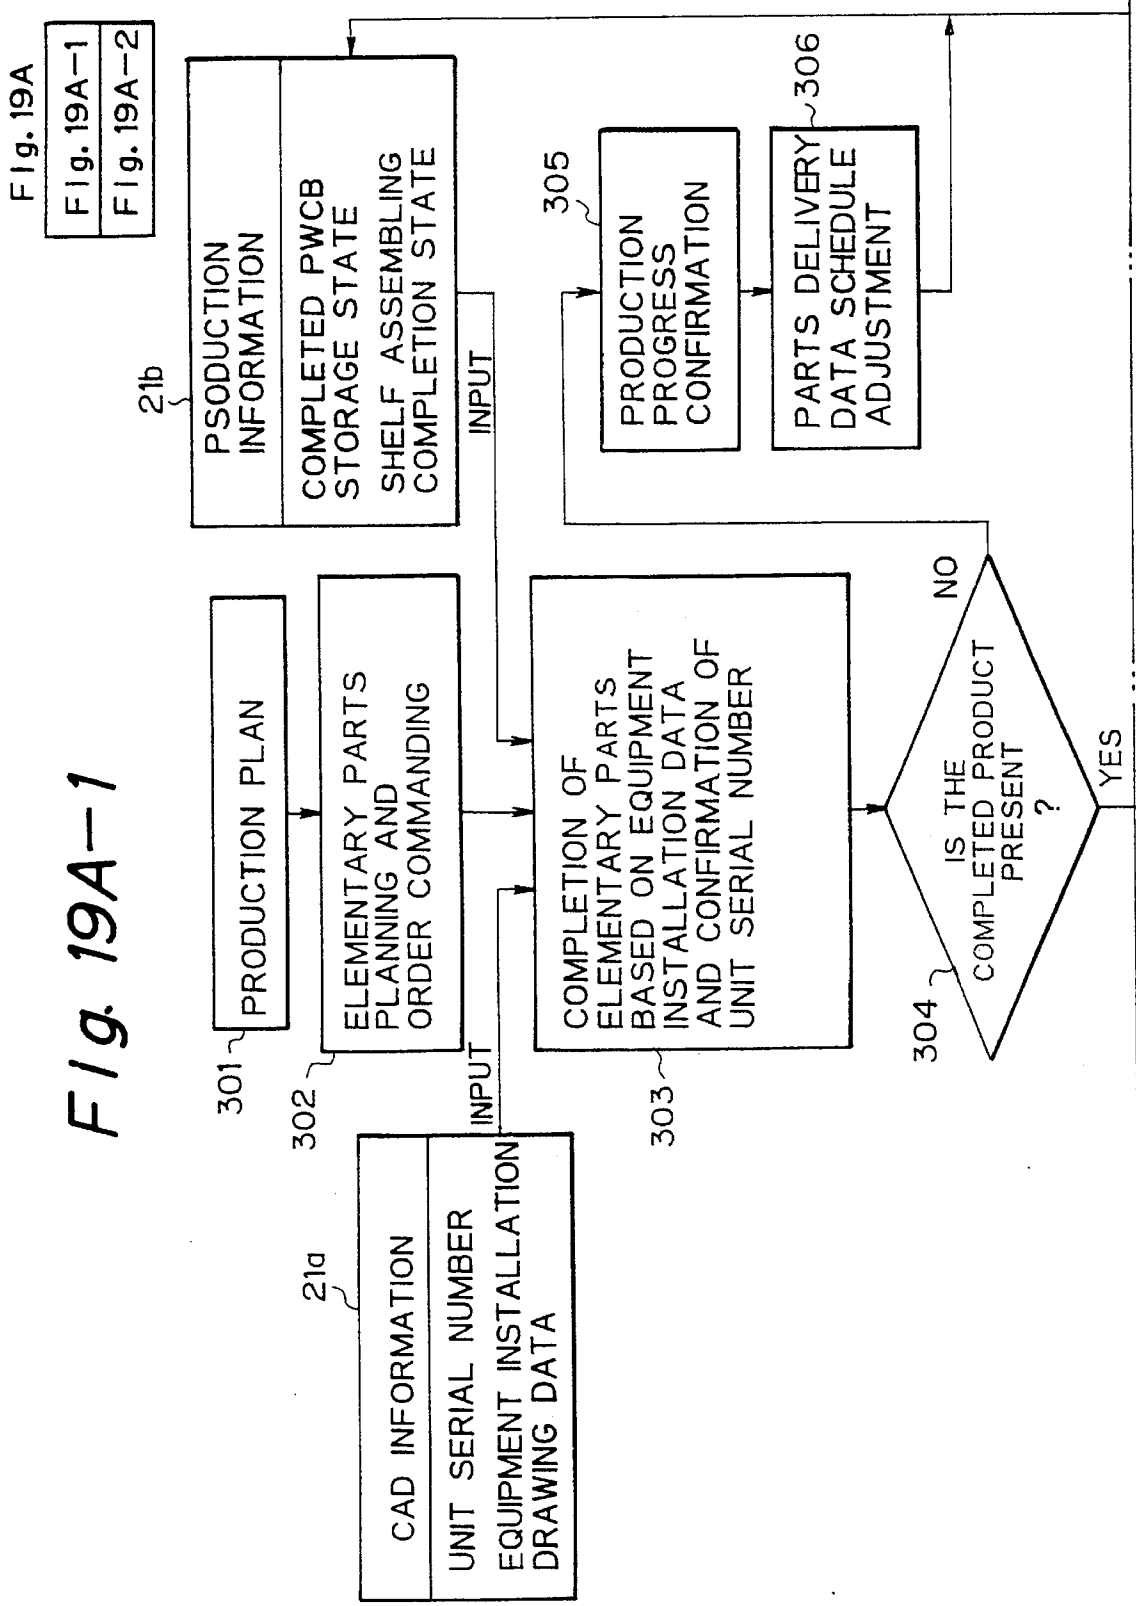 Fig. 19A
Fig. 19A-1
Fig. 19A-2
Fig. 19A-1
301
PRODUCTION PLAN
302
ELEMENTARY PARTS
PLANNING AND
ORDER COMMANDING
21a
CAD INFORMATION
UNIT SERIAL NUMBER
EQUIPMENT INSTALLATION
DRAWING DATA
INPUT
21b
PSODUCTION
INFORMATION
COMPLETED PWCB
STORAGE STATE
SHELF ASSEMBLING
COMPLETION STATE
INPUT
303
COMPLETION OF
ELEMENTARY PARTS
BASED ON EQUIPMENT
INSTALLATION DATA
AND CONFIRMATION OF
UNIT SERIAL NUMBER
304
IS THE
COMPLETED PRODUCT
PRESENT
?
NO
YES
305
PRODUCTION
PROGRESS
CONFIRMATION
306
PARTS DELIVERY
DATA SCHEDULE
ADJUSTMENT